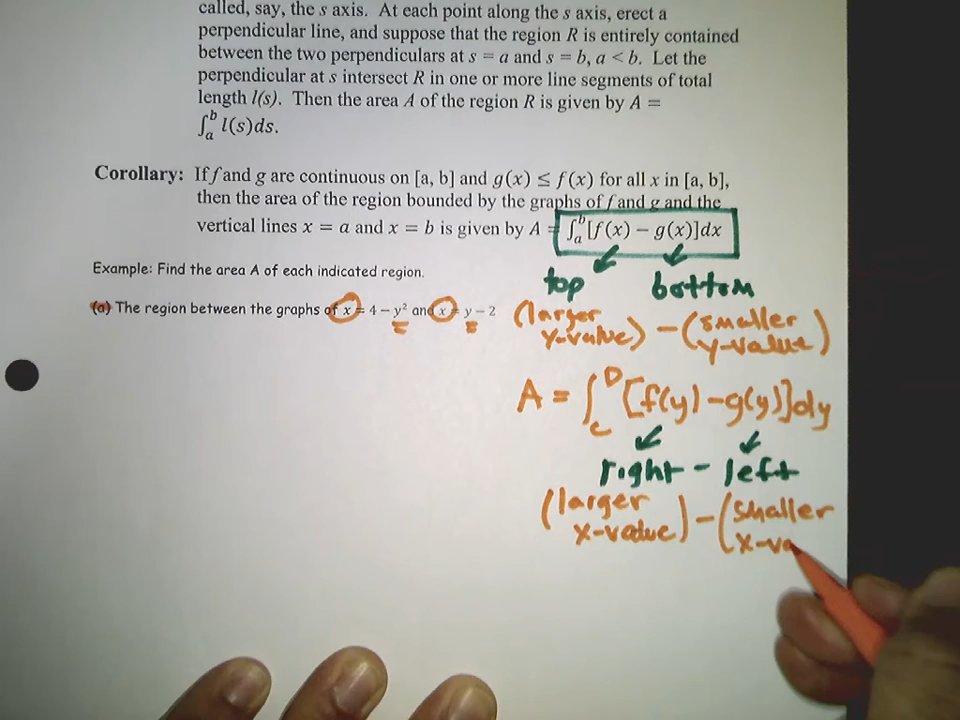 called, say, the s axis. At each point along the s axis, erect a
perpendicular line, and suppose that the region R is entirely contained
between the two perpendiculars at s = a and s = b, a < b. Let the
perpendicular at s intersect R in one or more line segments of total
length l(s). Then the area A of the region R is given by A =
∫ₐᵇ l(s)ds.
Corollary: If f and g are continuous on [a, b] and g(x) ≤ f(x) for all x in [a, b],
then the area of the region bounded by the graphs of f and g and the
vertical lines x = a and x = b is given by A = ∫ₐᵇ[f(x) − g(x)]dx
Example: Find the area A of each indicated region.
top bottom
(a) The region between the graphs of x = 4 − y² and x = y − 2
(larger y-value) − (smaller y-value)
A = ∫_c^D [f(y) − g(y)]dy
right − left
(larger x-value) − (smaller
x-va